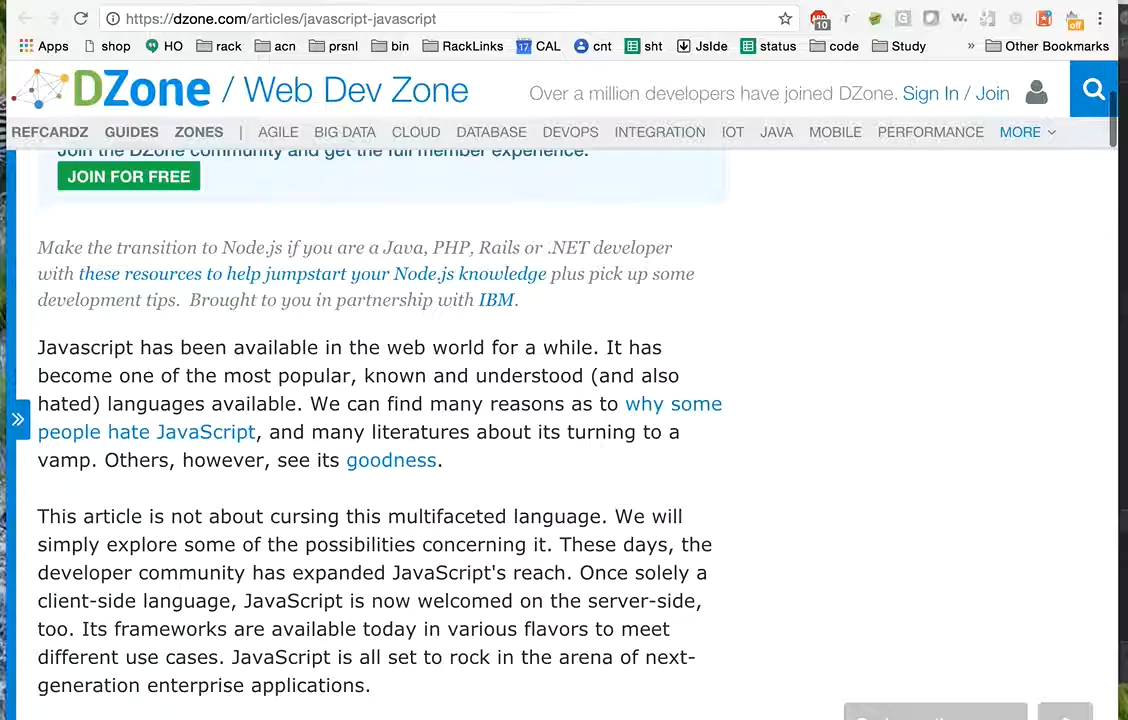 https://dzone.com/articles/javascript-javascript
10
r
G
w.
off
Apps shop HO rack acn prsnl bin RackLinks 17 CAL cnt sht JsIde status code Study » Other Bookmarks
DZone / Web Dev Zone
Over a million developers have joined DZone. Sign In / Join
REFCARDZ GUIDES ZONES | AGILE BIG DATA CLOUD DATABASE DEVOPS INTEGRATION IOT JAVA MOBILE PERFORMANCE MORE
Join the DZone community and get the full member experience.
JOIN FOR FREE
Make the transition to Node.js if you are a Java, PHP, Rails or .NET developer
with these resources to help jumpstart your Node.js knowledge plus pick up some
development tips. Brought to you in partnership with IBM.
Javascript has been available in the web world for a while. It has
become one of the most popular, known and understood (and also
hated) languages available. We can find many reasons as to why some
people hate JavaScript, and many literatures about its turning to a
vamp. Others, however, see its goodness.
This article is not about cursing this multifaceted language. We will
simply explore some of the possibilities concerning it. These days, the
developer community has expanded JavaScript's reach. Once solely a
client-side language, JavaScript is now welcomed on the server-side,
too. Its frameworks are available today in various flavors to meet
different use cases. JavaScript is all set to rock in the arena of next-
generation enterprise applications.